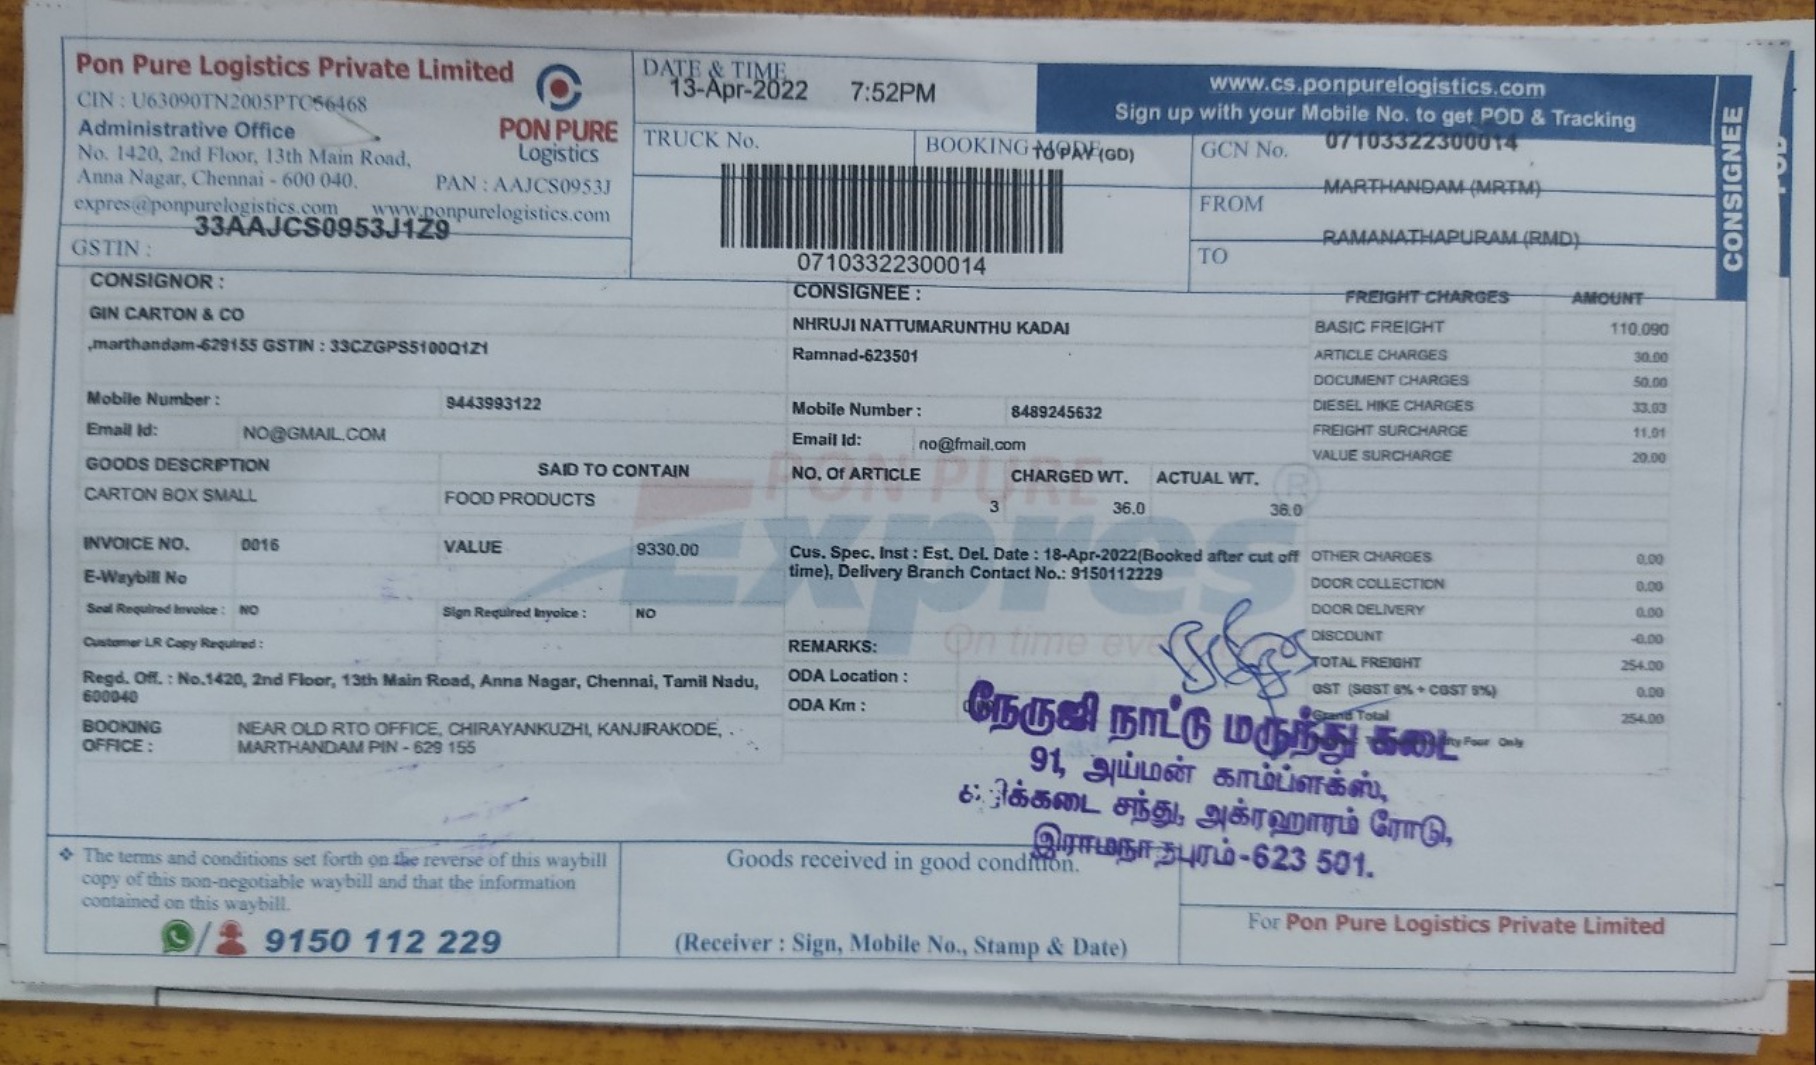 Pon Pure Logistics Private Limited
CIN : U63090TN2005PTC56468
Administrative Office
No. 1420, 2nd Floor, 13th Main Road,
Anna Nagar, Chennai - 600 040.
PAN : AAJCS0953J
expres@ponpurelogistics.com www.ponpurelogistics.com
33AAJCS0953J1Z9
GSTIN :
PON PURE
Logistics
DATE & TIME
13-Apr-2022 7:52PM
TRUCK No.
BOOKING MODE
TO PAY (GD)
07103322300014
www.cs.ponpurelogistics.com
Sign up with your Mobile No. to get POD & Tracking
GCN No. 07103322300014
FROM MARTHANDAM (MRTM)
TO RAMANATHAPURAM (RMD)
CONSIGNEE
POD
CONSIGNOR :
GIN CARTON & CO
,marthandam-629155 GSTIN : 33CZGPS5100Q1Z1
Mobile Number : 9443993122
Email Id: NO@GMAIL.COM
GOODS DESCRIPTION SAID TO CONTAIN
CARTON BOX SMALL FOOD PRODUCTS
INVOICE NO. 0016 VALUE 9330.00
E-Waybill No
Seal Required Invoice : NO Sign Required Invoice : NO
Customer LR Copy Required :
Regd. Off. : No.1420, 2nd Floor, 13th Main Road, Anna Nagar, Chennai, Tamil Nadu,
600040
BOOKING OFFICE : NEAR OLD RTO OFFICE, CHIRAYANKUZHI, KANJIRAKODE,
MARTHANDAM PIN - 629 155
CONSIGNEE :
NHRUJI NATTUMARUNTHU KADAI
Ramnad-623501
Mobile Number : 8489245632
Email Id: no@fmail.com
NO. Of ARTICLE CHARGED WT. ACTUAL WT.
3 36.0 36.0
PON PURE
Expres
On time
Cus. Spec. Inst : Est. Del. Date : 18-Apr-2022(Booked after cut off
time), Delivery Branch Contact No.: 9150112229
REMARKS:
ODA Location :
ODA Km :
FREIGHT CHARGES AMOUNT
BASIC FREIGHT 110.090
ARTICLE CHARGES 30.00
DOCUMENT CHARGES 50.00
DIESEL HIKE CHARGES 33.03
FREIGHT SURCHARGE 11.01
VALUE SURCHARGE 20.00
OTHER CHARGES 0.00
DOOR COLLECTION 0.00
DOOR DELIVERY 0.00
DISCOUNT -0.00
TOTAL FREIGHT 254.00
GST (SGST 6% + CGST 6%) 0.00
Grand Total 254.00
Four Only
நேருஜி நாட்டு மருந்து கடை
91, அய்மன் காம்ப்ளக்ஸ்,
சந்து, அக்ரஹாரம் ரோடு,
இராமநாதபுரம்-623 501.
❖ The terms and conditions set forth on the reverse of this waybill
copy of this non-negotiable waybill and that the information
contained on this waybill.
9150 112 229
Goods received in good condition.
(Receiver : Sign, Mobile No., Stamp & Date)
For Pon Pure Logistics Private Limited